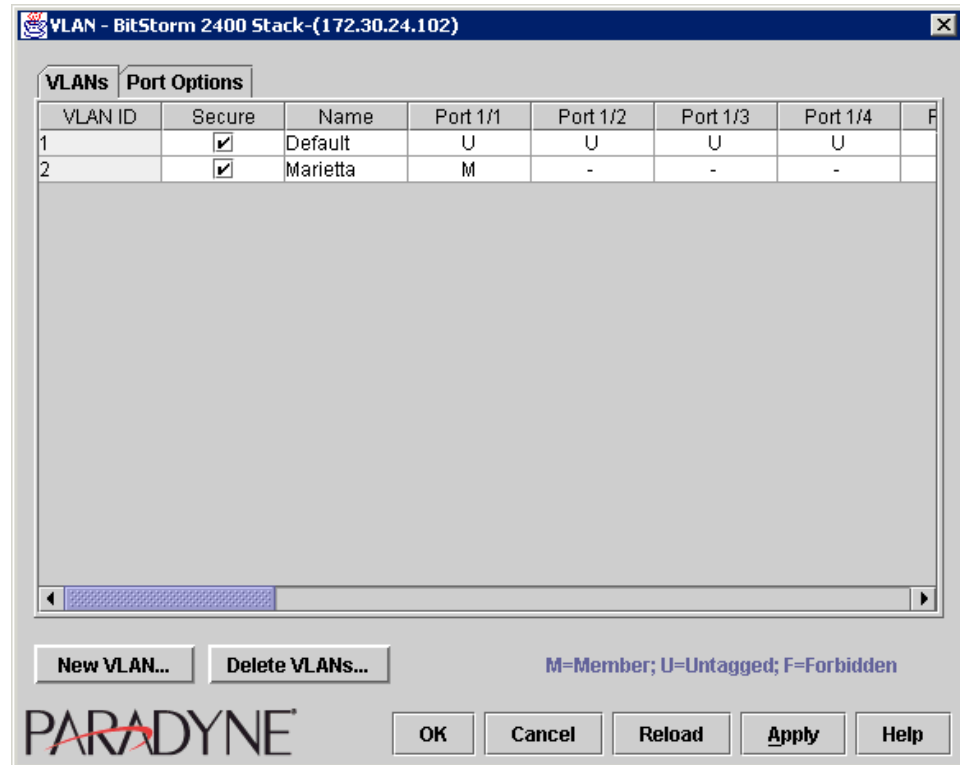 VLAN - BitStorm 2400 Stack-(172.30.24.102)
VLANs Port Options
VLAN ID Secure Name Port 1/1 Port 1/2 Port 1/3 Port 1/4
1 Default U U U U
2 Marietta M - - -
New VLAN... Delete VLANs... M=Member; U=Untagged; F=Forbidden
PARADYNE OK Cancel Reload Apply Help